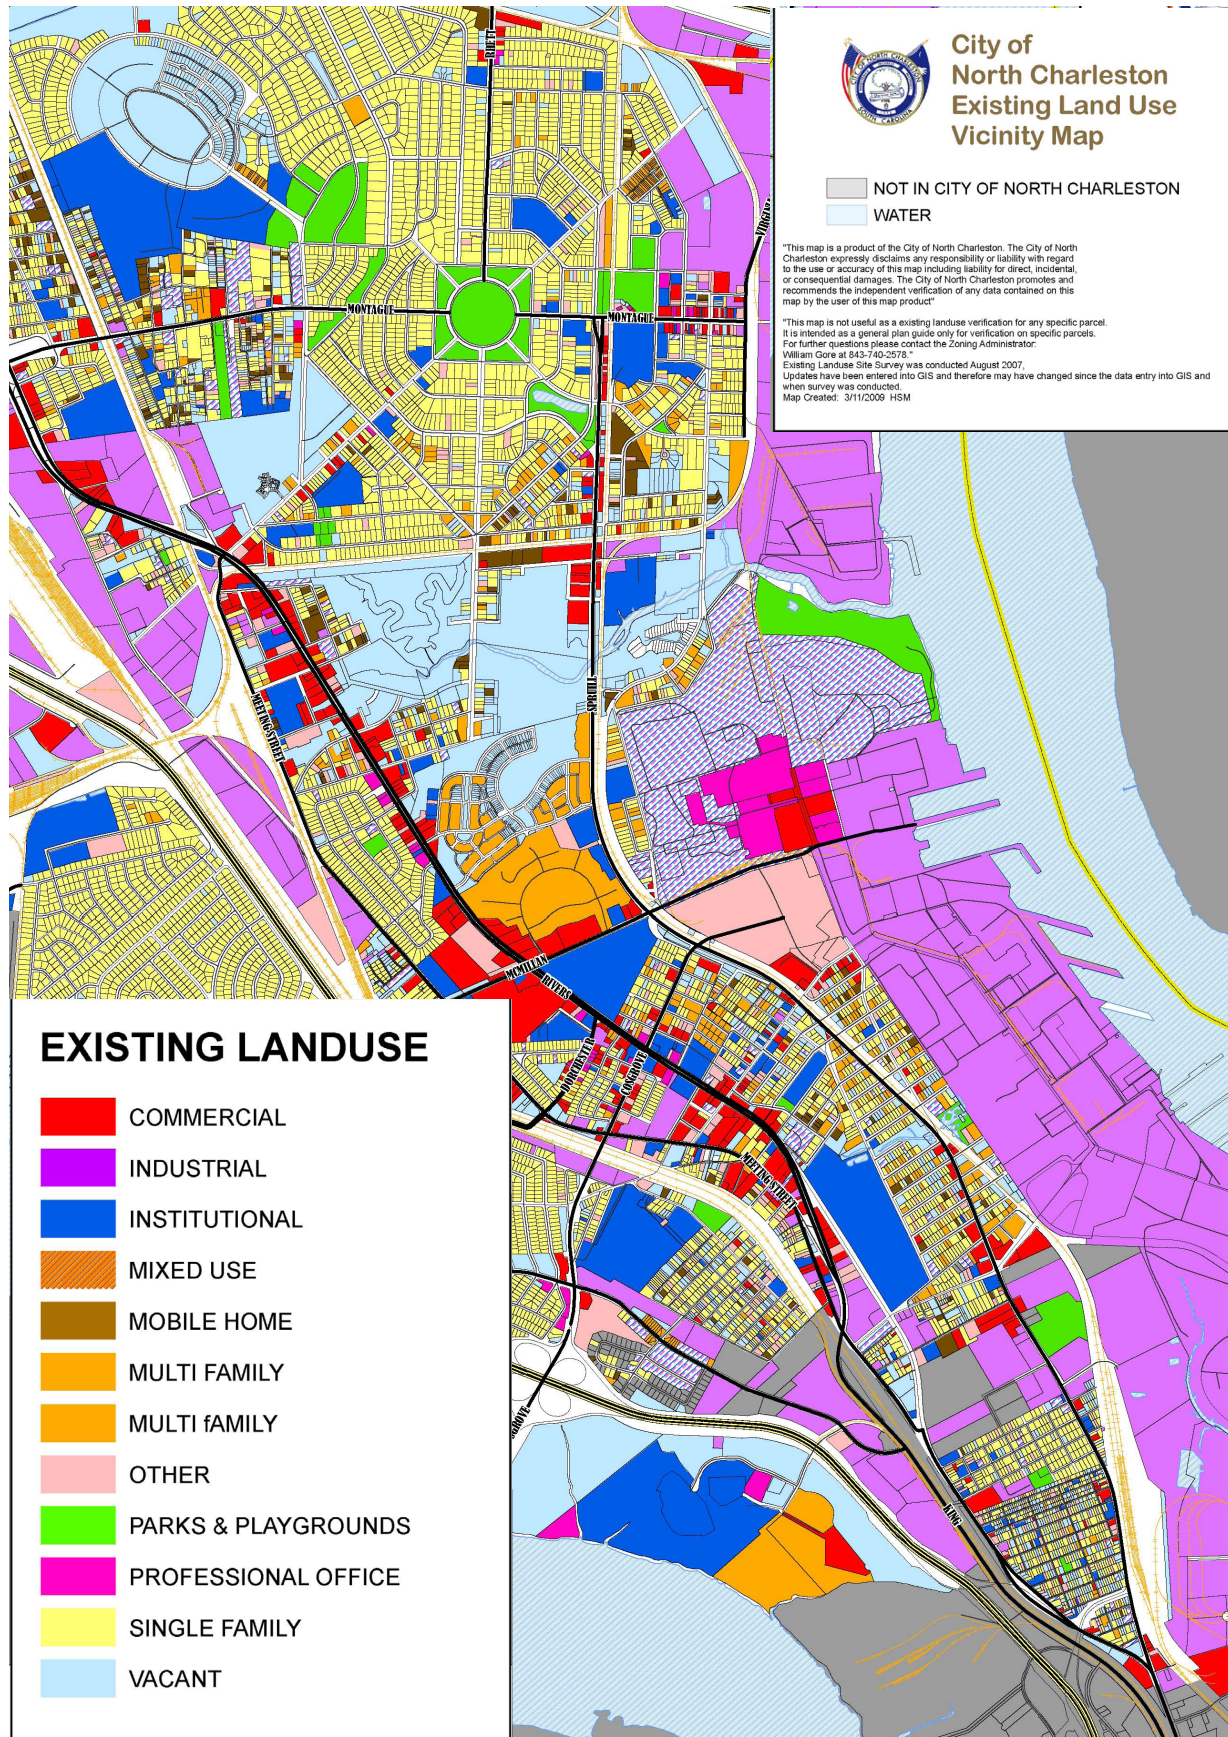 City of
North Charleston
Existing Land Use
Vicinity Map
NOT IN CITY OF NORTH CHARLESTON
WATER
"This map is a product of the City of North Charleston. The City of North
Charleston expressly disclaims any responsibility or liability with regard
to the use or accuracy of this map including liability for direct, incidental,
or consequential damages. The City of North Charleston promotes and
recommends the independent verification of any data contained on this
map by the user of this map product"
"This map is not useful as a existing landuse verification for any specific parcel.
It is intended as a general plan guide only for verification on specific parcels.
For further questions please contact the Zoning Administrator:
William Gore at 843-740-2578."
Existing Landuse Site Survey was conducted August 2007,
Updates have been entered into GIS and therefore may have changed since the data entry into GIS and
when survey was conducted.
Map Created: 3/11/2009 HSM
RHETT
VIRGINIA
MONTAGUE
MONTAGUE
SPRUILL
MEETING STREET
MCMILLAN
RIVERS
DORCHESTER
COSGROVE
MEETING STREET
KING
EXISTING LANDUSE
COMMERCIAL
INDUSTRIAL
INSTITUTIONAL
MIXED USE
MOBILE HOME
MULTI FAMILY
MULTI fAMILY
OTHER
PARKS & PLAYGROUNDS
PROFESSIONAL OFFICE
SINGLE FAMILY
VACANT